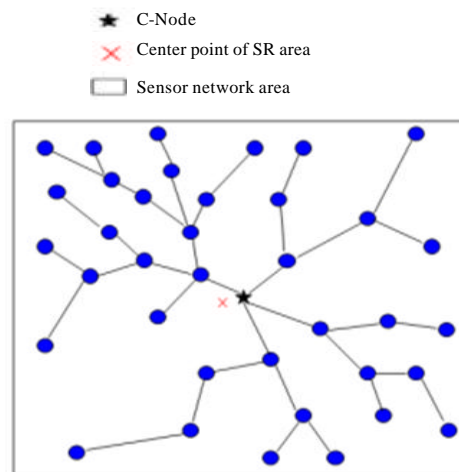 C-Node
Center point of SR area
Sensor network area